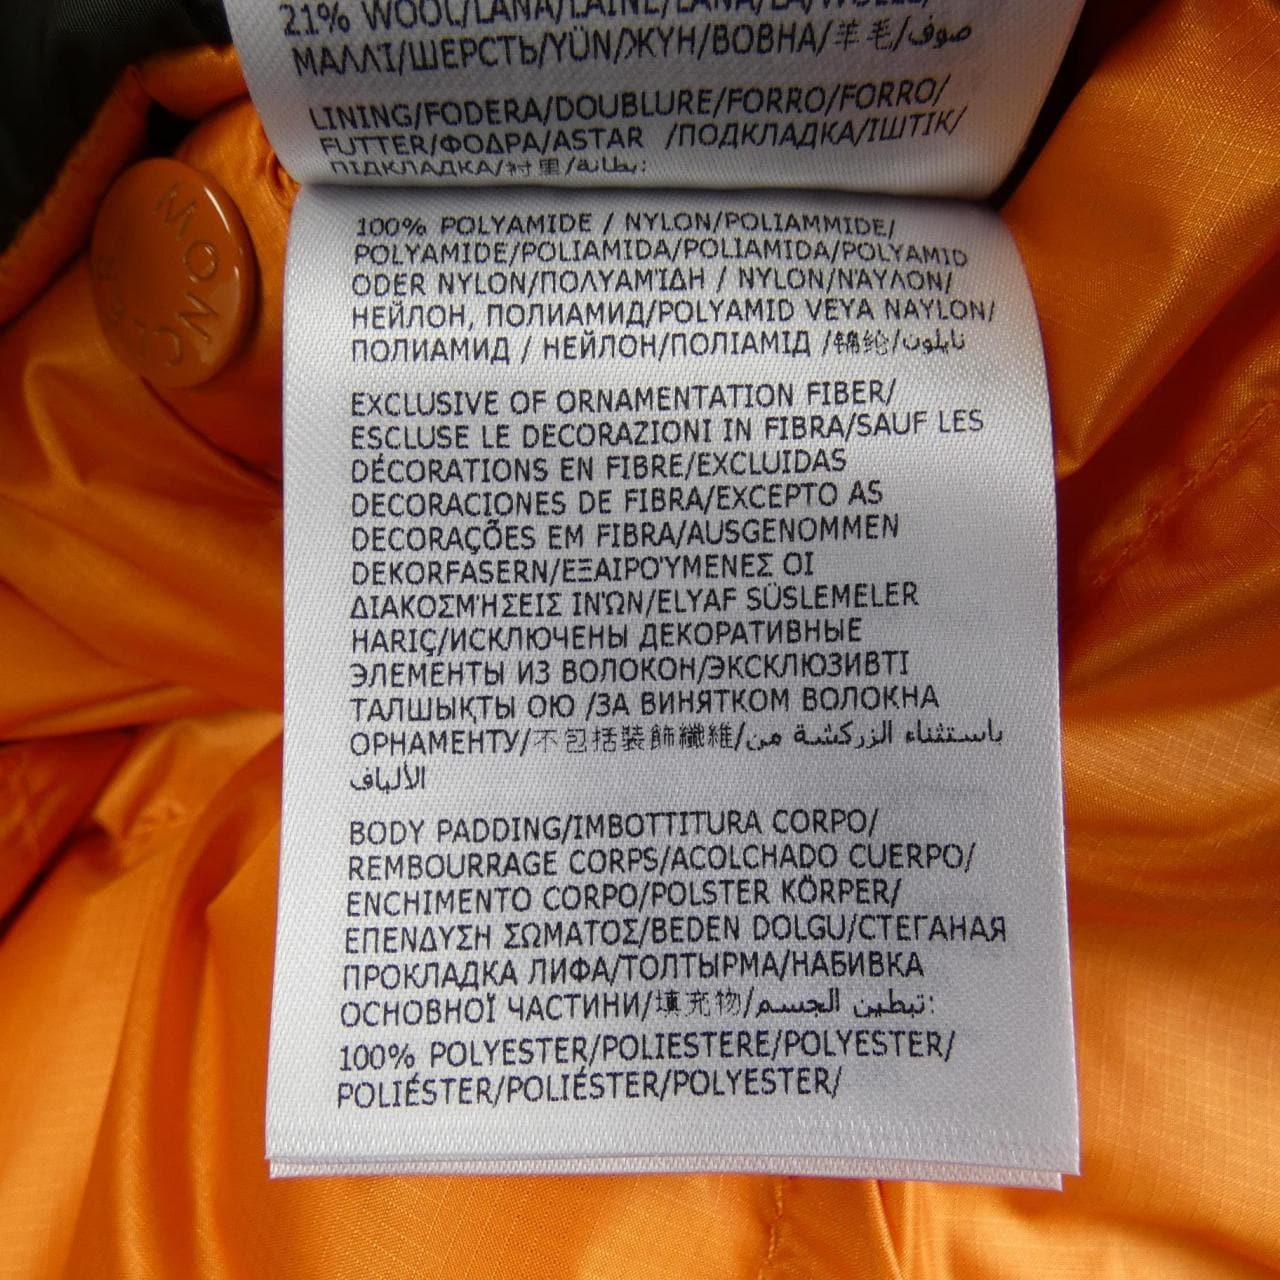 21% WOOL/LANA/LAINE/LANA/LÃ/WOLLE/
ΜΑΛΛΊ/ШЕРСТЬ/YÜN/ЖҮН/ВОВНА/羊毛/صوف
LINING/FODERA/DOUBLURE/FORRO/FORRO/
FUTTER/ΦΟΔΡΑ/ASTAR /ПОДКЛАДКА/ІШТІК/
ПІДКЛАДКА/衬里/بطانة:
MONCLER
100% POLYAMIDE / NYLON/POLIAMMIDE/
POLYAMIDE/POLIAMIDA/POLIAMIDA/POLYAMID
ODER NYLON/ΠΟΛΥΑΜΊΔΗ / NYLON/ΝΆΥΛΟΝ/
НЕЙЛОН, ПОЛИАМИД/POLYAMID VEYA NAYLON/
ПОЛИАМИД / НЕЙЛОН/ПОЛІАМІД /锦纶/نايلون
EXCLUSIVE OF ORNAMENTATION FIBER/
ESCLUSE LE DECORAZIONI IN FIBRA/SAUF LES
DÉCORATIONS EN FIBRE/EXCLUIDAS
DECORACIONES DE FIBRA/EXCEPTO AS
DECORAÇÕES EM FIBRA/AUSGENOMMEN
DEKORFASERN/ΕΞΑΙΡΟΎΜΕΝΕΣ ΟΙ
ΔΙΑΚΟΣΜΉΣΕΙΣ ΙΝΏΝ/ELYAF SÜSLEMELER
HARIÇ/ИСКЛЮЧЕНЫ ДЕКОРАТИВНЫЕ
ЭЛЕМЕНТЫ ИЗ ВОЛОКОН/ЭКСКЛЮЗИВТІ
ТАЛШЫҚТЫ ОЮ /ЗА ВИНЯТКОМ ВОЛОКНА
ОРНАМЕНТУ/不包括裝飾纖維/باستثناء الزركشة من
الألياف
BODY PADDING/IMBOTTITURA CORPO/
REMBOURRAGE CORPS/ACOLCHADO CUERPO/
ENCHIMENTO CORPO/POLSTER KÖRPER/
ΕΠΕΝΔΥΣΗ ΣΩΜΑΤΟΣ/BEDEN DOLGU/СТЕГАНАЯ
ПРОКЛАДКА ЛИФА/ТОЛТЫРМА/НАБИВКА
ОСНОВНОЇ ЧАСТИНИ/填充物/تبطين الجسم:
100% POLYESTER/POLIESTERE/POLYESTER/
POLIÉSTER/POLIÉSTER/POLYESTER/